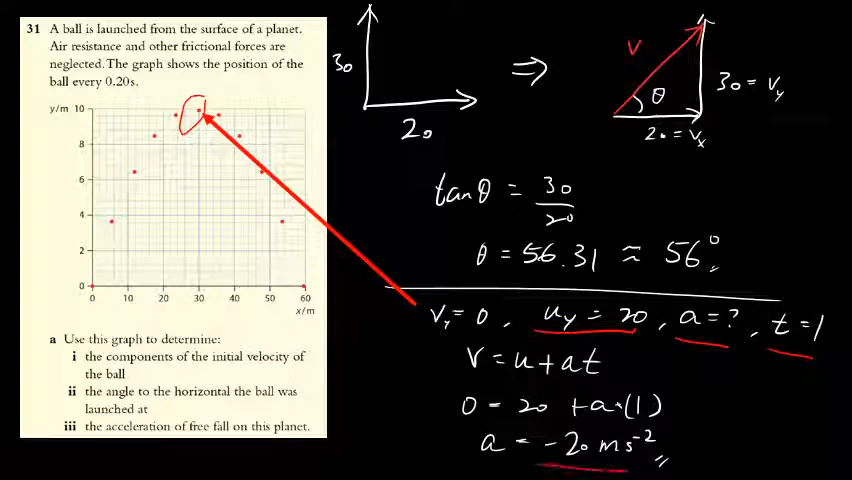 31 A ball is launched from the surface of a planet.
Air resistance and other frictional forces are
neglected. The graph shows the position of the
ball every 0.20 s.
y/m 10
8
6
4
2
0
0 10 20 30 40 50 60
x/m
a Use this graph to determine:
i the components of the initial velocity of
the ball
ii the angle to the horizontal the ball was
launched at
iii the acceleration of free fall on this planet.
30
20
⇒
V
θ
30 = Vy
20 = Vx
tanθ = 30/20
θ = 56.31 ≈ 56°
Vy = 0, uy = 20, a = ?, t = 1
V = u + at
0 = 20 + a·(1)
a = -20 ms⁻²